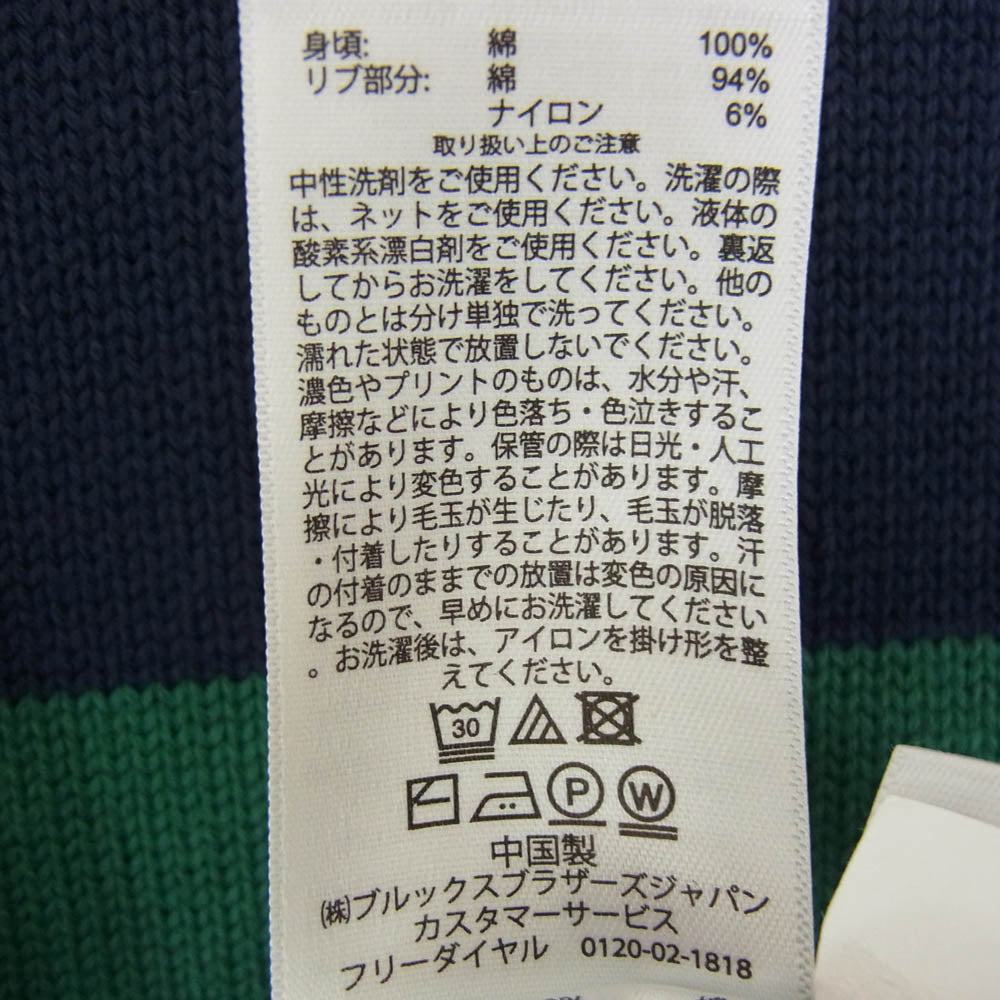 身頃: 綿 100%
リブ部分: 綿 94%
ナイロン 6%
取り扱い上のご注意
中性洗剤をご使用ください。洗濯の際
は、ネットをご使用ください。液体の
酸素系漂白剤をご使用ください。裏返
してからお洗濯をしてください。他の
ものとは分け単独で洗ってください。
濡れた状態で放置しないでください。
濃色やプリントのものは、水分や汗、
摩擦などにより色落ち・色泣きするこ
とがあります。保管の際は日光・人工
光により変色することがあります。摩
擦により毛玉が生じたり、毛玉が脱落
・付着したりすることがあります。汗
の付着のままでの放置は変色の原因に
なるので、早めにお洗濯してください
。お洗濯後は、アイロンを掛け形を整
えてください。
30
P W
中国製
㈱ブルックスブラザーズジャパン
カスタマーサービス
フリーダイヤル 0120-02-1818